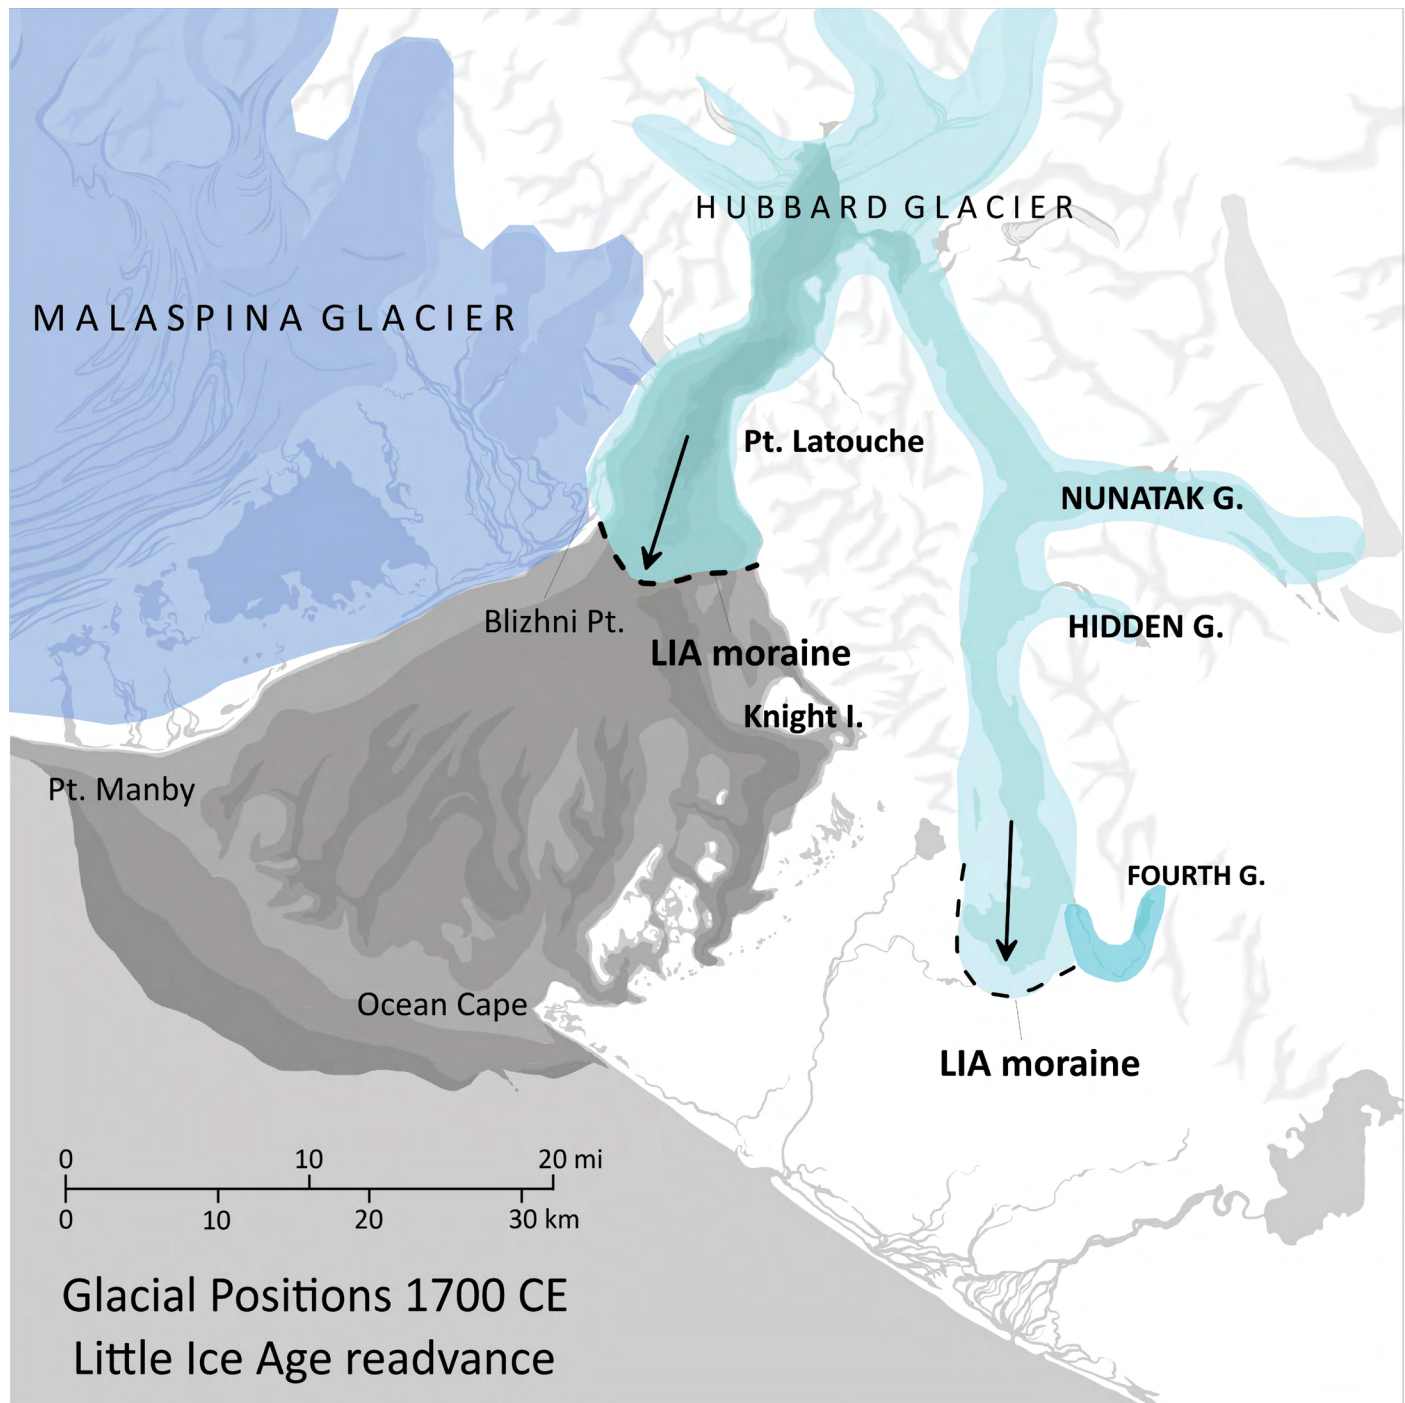 HUBBARD GLACIER
MALASPINA GLACIER
Pt. Latouche
NUNATAK G.
Blizhni Pt.
HIDDEN G.
LIA moraine
Knight I.
Pt. Manby
FOURTH G.
Ocean Cape
LIA moraine
0 10 20 mi
0 10 20 30 km
Glacial Positions 1700 CE
Little Ice Age readvance